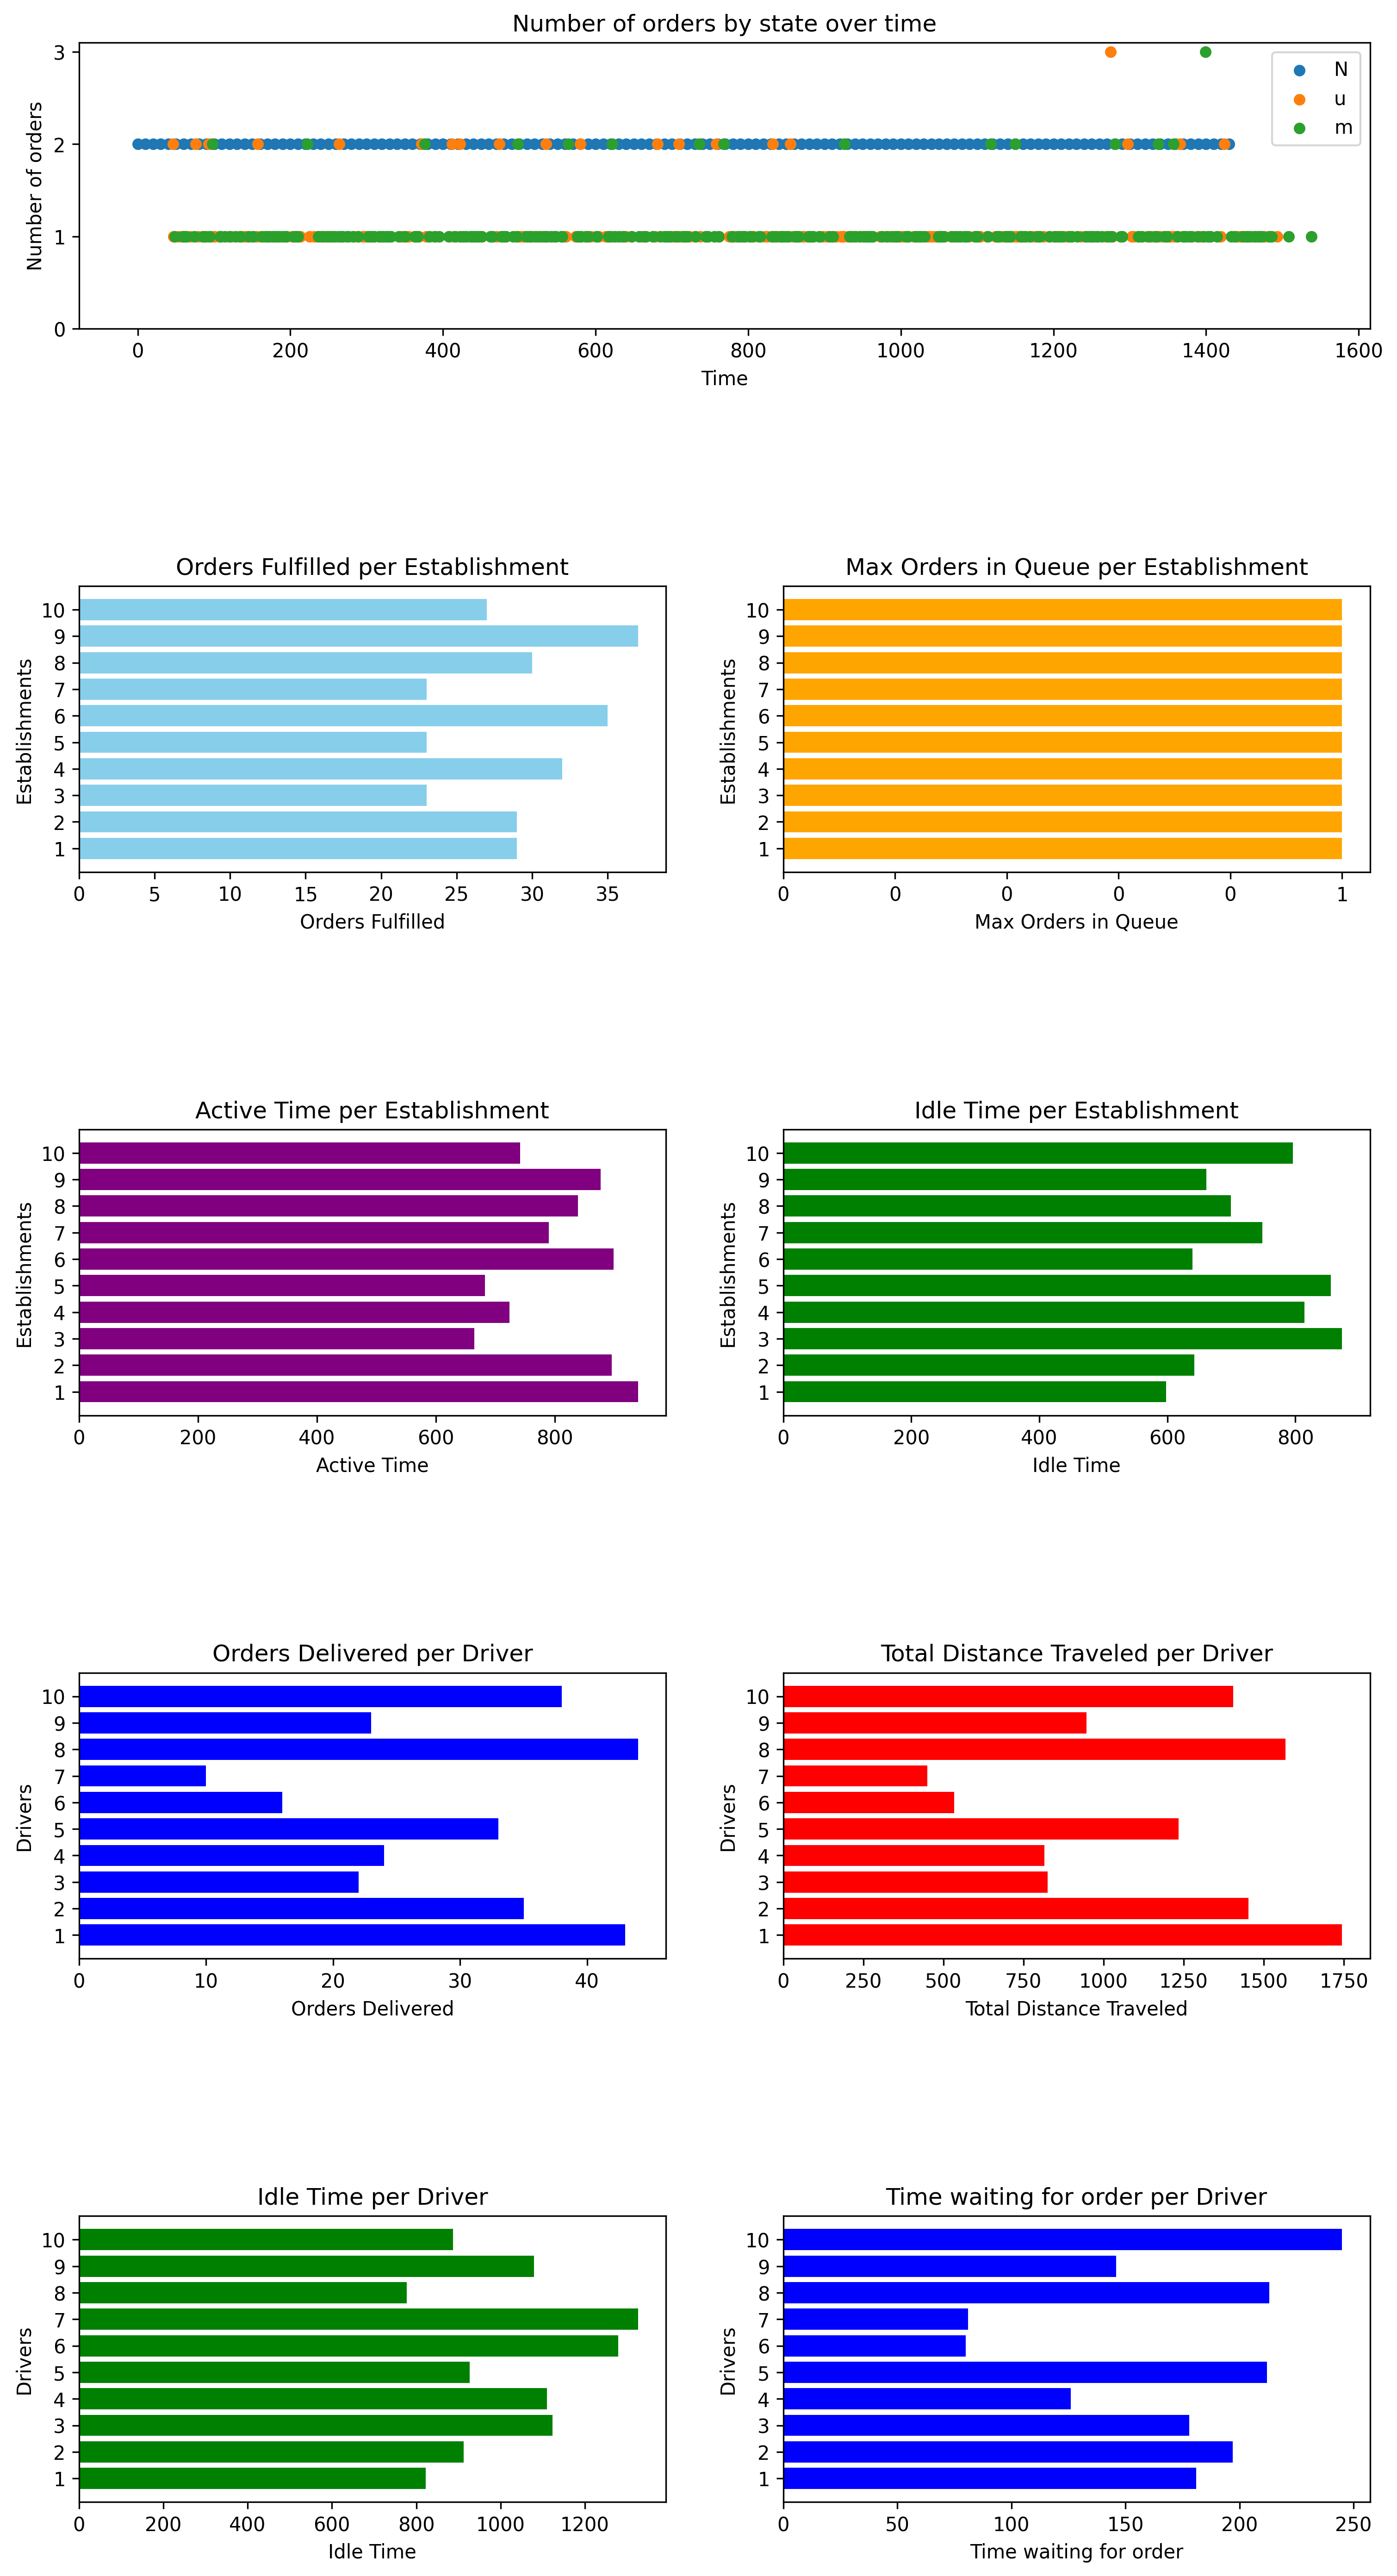 Number of orders by state over time
3
2
1
0
Number of orders
N
u
m
0 200 400 600 800 1000 1200 1400 1600
Time
Orders Fulfilled per Establishment
10
9
8
7
6
5
4
3
2
1
Establishments
0 5 10 15 20 25 30 35
Orders Fulfilled
Max Orders in Queue per Establishment
10
9
8
7
6
5
4
3
2
1
Establishments
0 0 0 0 0 1
Max Orders in Queue
Active Time per Establishment
10
9
8
7
6
5
4
3
2
1
Establishments
0 200 400 600 800
Active Time
Idle Time per Establishment
10
9
8
7
6
5
4
3
2
1
Establishments
0 200 400 600 800
Idle Time
Orders Delivered per Driver
10
9
8
7
6
5
4
3
2
1
Drivers
0 10 20 30 40
Orders Delivered
Total Distance Traveled per Driver
10
9
8
7
6
5
4
3
2
1
Drivers
0 250 500 750 1000 1250 1500 1750
Total Distance Traveled
Idle Time per Driver
10
9
8
7
6
5
4
3
2
1
Drivers
0 200 400 600 800 1000 1200
Idle Time
Time waiting for order per Driver
10
9
8
7
6
5
4
3
2
1
Drivers
0 50 100 150 200 250
Time waiting for order